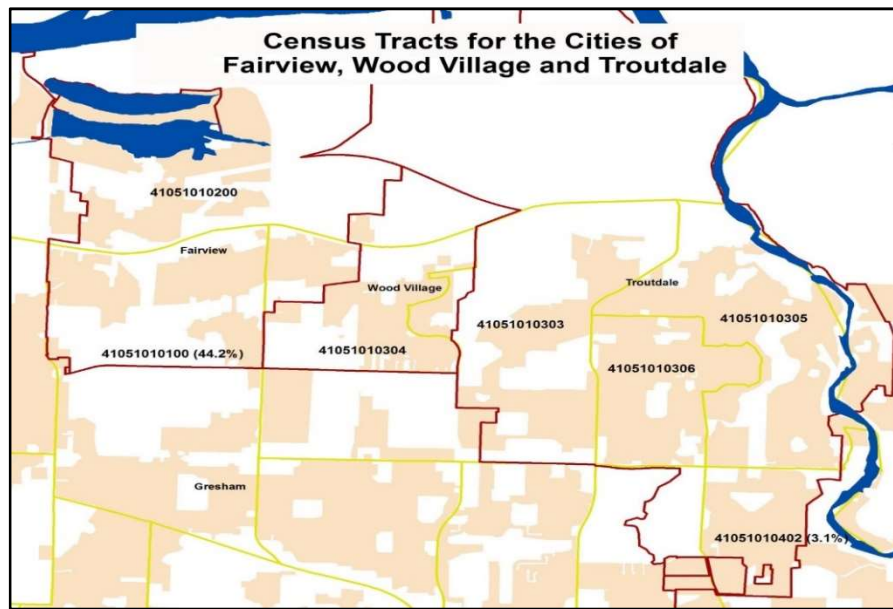 Census Tracts for the Cities of
Fairview, Wood Village and Troutdale
41051010200
Fairview
Wood Village
Troutdale
41051010303
41051010305
41051010100 (44.2%)
41051010304
41051010306
Gresham
41051010402 (3.1%)